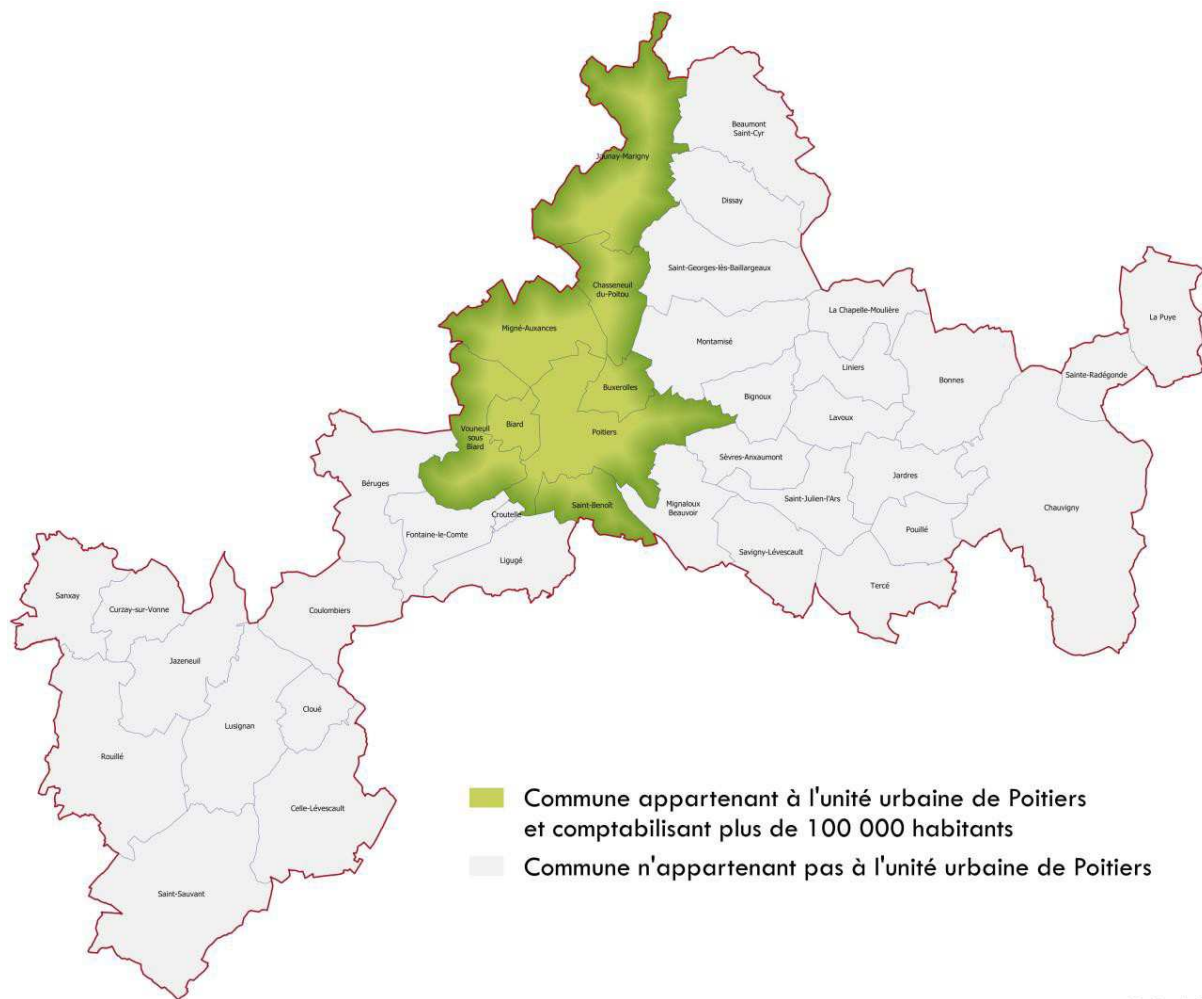 Beaumont
Saint-Cyr
Jaunay-Marigny
Dissay
Saint-Georges-lès-Baillargeaux
Chasseneuil
du-Poitou
La Chapelle-Moulière
La Puye
Migné-Auxances
Montamisé
Liniers
Sainte-Radégonde
Bonnes
Buxerolles
Bignoux
Lavoux
Vouneuil
sous
Biard
Biard
Poitiers
Sèvres-Anxaumont
Jardres
Béruges
Saint-Julien-l'Ars
Mignaloux
Beauvoir
Saint-Benoît
Chauvigny
Croutelle
Fontaine-le-Comte
Pouillé
Savigny-Lévescault
Ligugé
Tercé
Sanxay
Curzay-sur-Vonne
Coulombiers
Jazeneuil
Cloué
Lusignan
Rouillé
Celle-Lévescault
Saint-Sauvant
Commune appartenant à l'unité urbaine de Poitiers
et comptabilisant plus de 100 000 habitants
Commune n'appartenant pas à l'unité urbaine de Poitiers